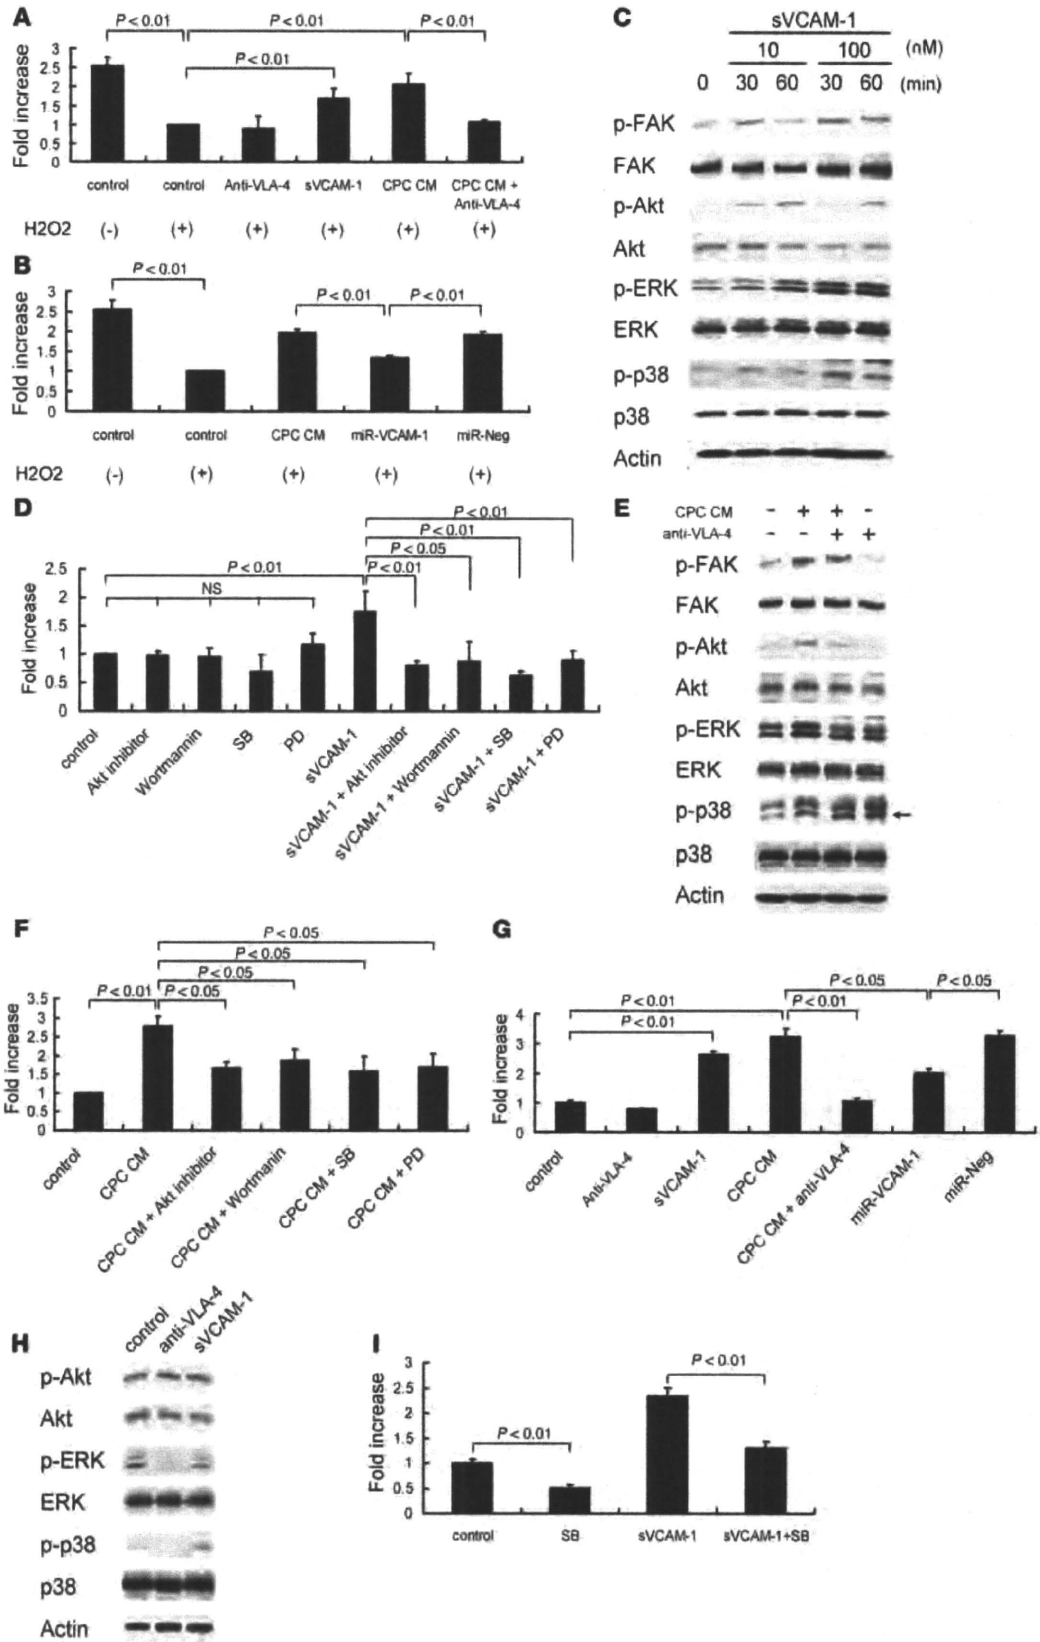 A
P < 0.01
P < 0.01
P < 0.01
P < 0.01
Fold increase
3
2.5
2
1.5
1
0.5
0
control
control
Anti-VLA-4
sVCAM-1
CPC CM
CPC CM +
Anti-VLA-4
H2O2
(-)
(+)
(+)
(+)
(+)
(+)
B
P < 0.01
P < 0.01
P < 0.01
Fold increase
3
2.5
2
1.5
1
0.5
0
control
control
CPC CM
miR-VCAM-1
miR-Neg
H2O2
(-)
(+)
(+)
(+)
(+)
C
sVCAM-1
10
100
(nM)
0
30
60
30
60
(min)
p-FAK
FAK
p-Akt
Akt
p-ERK
ERK
p-p38
p38
Actin
D
P < 0.01
P < 0.01
P < 0.05
P < 0.01
P < 0.01
NS
Fold increase
2.5
2
1.5
1
0.5
0
control
Akt inhibitor
Wortmannin
SB
PD
sVCAM-1
sVCAM-1 + Akt inhibitor
sVCAM-1 + Wortmannin
sVCAM-1 + SB
sVCAM-1 + PD
E
CPC CM - + + -
anti-VLA-4 - - + +
p-FAK
FAK
p-Akt
Akt
p-ERK
ERK
p-p38
p38
Actin
F
P < 0.05
P < 0.05
P < 0.05
P < 0.01
P < 0.05
Fold increase
3.5
3
2.5
2
1.5
1
0.5
0
control
CPC CM
CPC CM + Akt inhibitor
CPC CM + Wortmanin
CPC CM + SB
CPC CM + PD
G
P < 0.05
P < 0.05
P < 0.01
P < 0.01
P < 0.01
Fold increase
4
3
2
1
0
control
Anti-VLA-4
sVCAM-1
CPC CM
CPC CM + anti-VLA-4
miR-VCAM-1
miR-Neg
H
control
anti-VLA-4
sVCAM-1
p-Akt
Akt
p-ERK
ERK
p-p38
p38
Actin
I
P < 0.01
P < 0.01
Fold increase
3
2.5
2
1.5
1
0.5
0
control
SB
sVCAM-1
sVCAM-1+SB